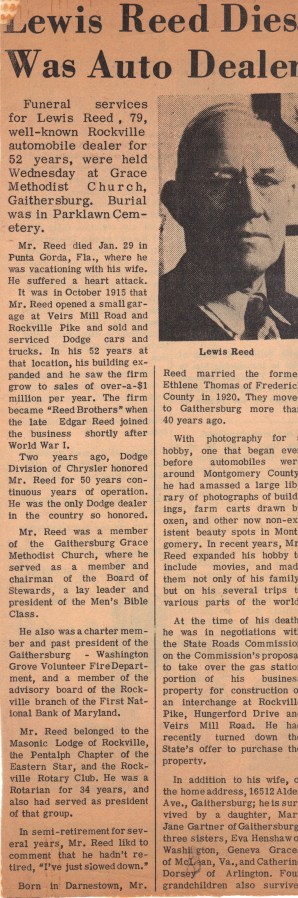 Lewis Reed Dies
Was Auto Dealer
Funeral services
for Lewis Reed , 79,
well-known Rockville
automobile dealer for
52 years, were held
Wednesday at Grace
Methodist Church,
Gaithersburg. Burial
was in Parklawn Cem-
etery.
Mr. Reed died Jan. 29 in
Punta Gorda, Fla., where he
was vacationing with his wife.
He suffered a heart attack.
It was in October 1915 that
Mr. Reed opened a small gar-
age at Veirs Mill Road and
Rockville Pike and sold and
serviced Dodge cars and
trucks. In his 52 years at
that location, his building ex-
panded and he saw the firm
grow to sales of over-a-$1
million per year. The firm
became "Reed Brothers" when
the late Edgar Reed joined
the business shortly after
World War I.
Two years ago, Dodge
Division of Chrysler honored
Mr. Reed for 50 years con-
tinuous years of operation.
He was the only Dodge dealer
in the country so honored.
Mr. Reed was a member
of the Gaithersburg Grace
Methodist Church, where he
served as a member and
chairman of the Board of
Stewards, a lay leader and
president of the Men's Bible
Class.
He also was a charter mem-
ber and past president of the
Gaithersburg - Washington
Grove Volunteer Fire Depart-
ment, and a member of the
advisory board of the Rock-
ville branch of the First Nat-
ional Bank of Maryland.
Mr. Reed belonged to the
Masonic Lodge of Rockville,
the Pentalph Chapter of the
Eastern Star, and the Rock-
ville Rotary Club. He was a
Rotarian for 34 years, and
also had served as president
of that group.
In semi-retirement for sev-
eral years, Mr. Reed likd to
comment that he hadn't re-
tired, "I've just slowed down."
Born in Darnestown, Mr.
Lewis Reed
Reed married the forme
Ethlene Thomas of Frederic
County in 1920. They move
to Gaithersburg more tha
40 years ago.
With photography for
hobby, one that began eve
before automobiles wer
around Montgomery County
he had amassed a large lib
rary of photographs of build
ings, farm carts drawn b
oxen, and other now non-ex
istent beauty spots in Mont
gomery. In recent years, Mr
Reed expanded his hobby t
include movies, and mad
them not only of his family
but on his several trips t
various parts of the world
At the time of his death
he was in negotiations wit
the State Roads Commissio
on the Commission's proposa
to take over the gas statio
portion of his busines
property for construction o
an interchange at Rockvill
Pike, Hungerford Drive an
Veirs Mill Road. He ha
recently turned down th
State's offer to purchase th
property.
In addition to his wife, o
the home address, 16512 Alde
Ave., Gaithersburg; he is sur
vived by a daughter, Mar
Jane Gartner of Gaithersburg
three sisters, Eva Henshaw o
Washington, Geneva Grace
of McLean, Va., and Catherin
Dorsey of Arlington. Fou
grandchildren also survive